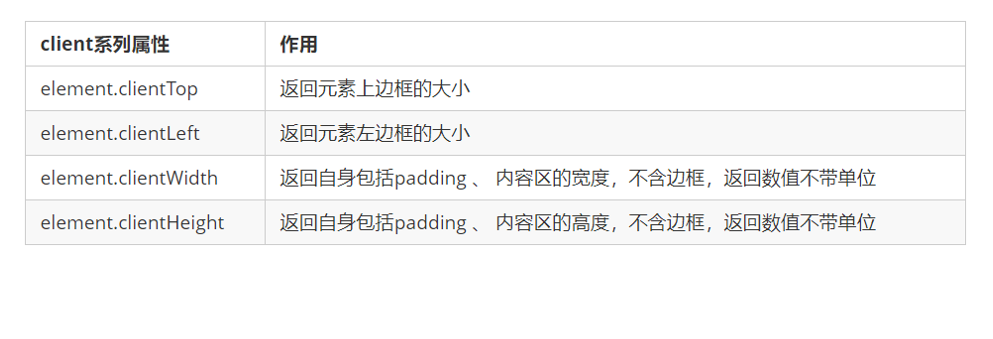 client系列属性 作用
element.clientTop 返回元素上边框的大小
element.clientLeft 返回元素左边框的大小
element.clientWidth 返回自身包括padding 、 内容区的宽度，不含边框，返回数值不带单位
element.clientHeight 返回自身包括padding 、 内容区的高度，不含边框，返回数值不带单位